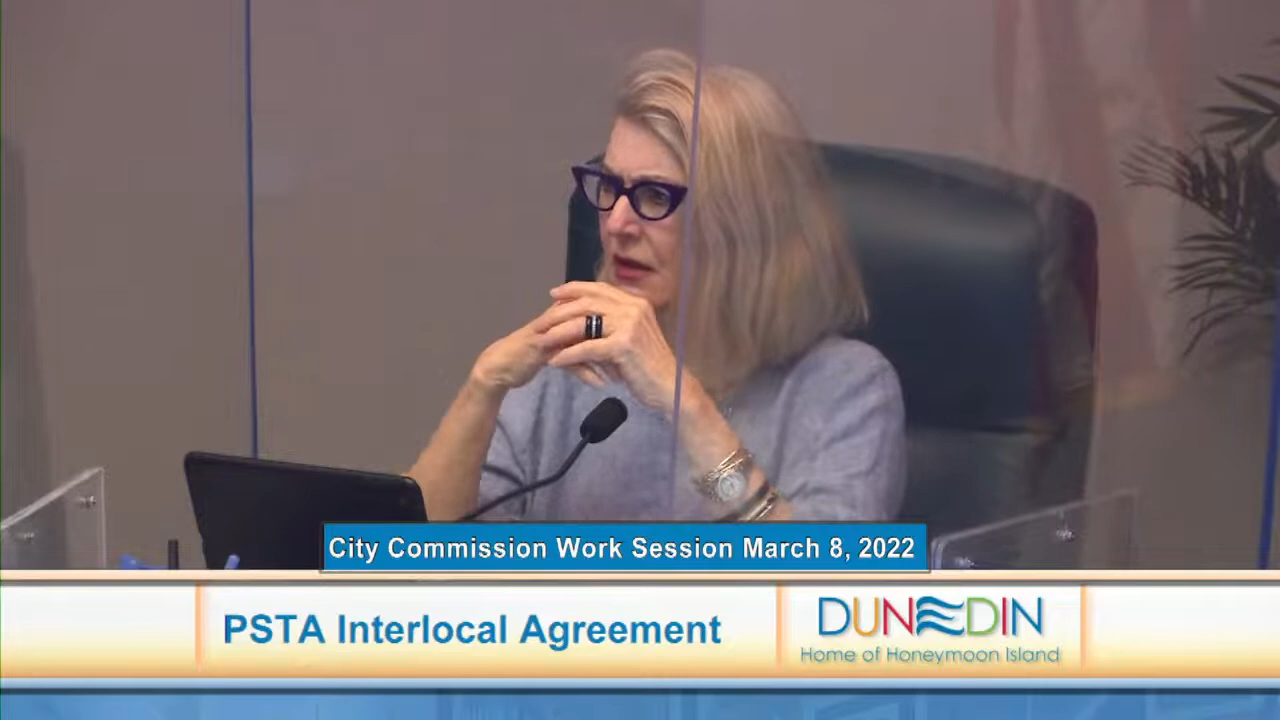 City Commission Work Session March 8, 2022
PSTA Interlocal Agreement
DUNEDIN
Home of Honeymoon Island